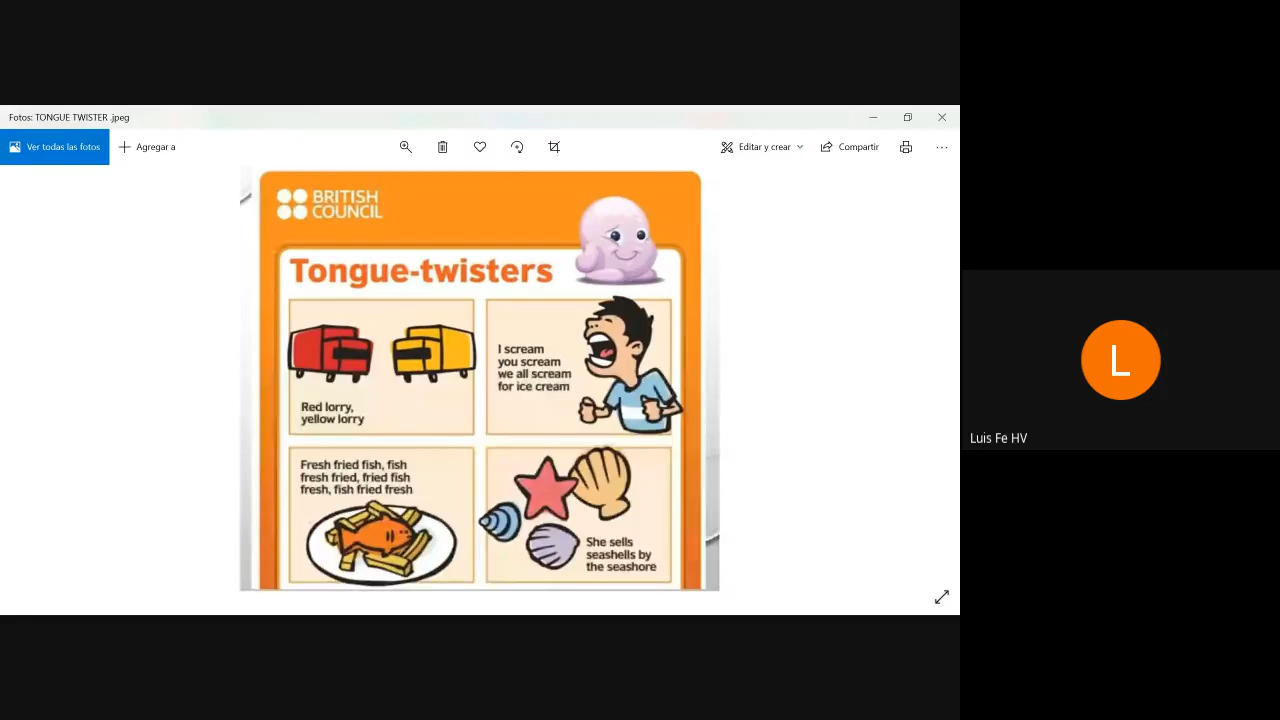 Fotos: TONGUE TWISTER .jpeg
Ver todas las fotos
Agregar a
Editar y crear
Compartir
BRITISH
COUNCIL
Tongue-twisters
Red lorry,
yellow lorry
I scream
you scream
we all scream
for ice cream
Fresh fried fish, fish
fresh fried, fried fish
fresh, fish fried fresh
She sells
seashells by
the seashore
L
Luis Fe HV